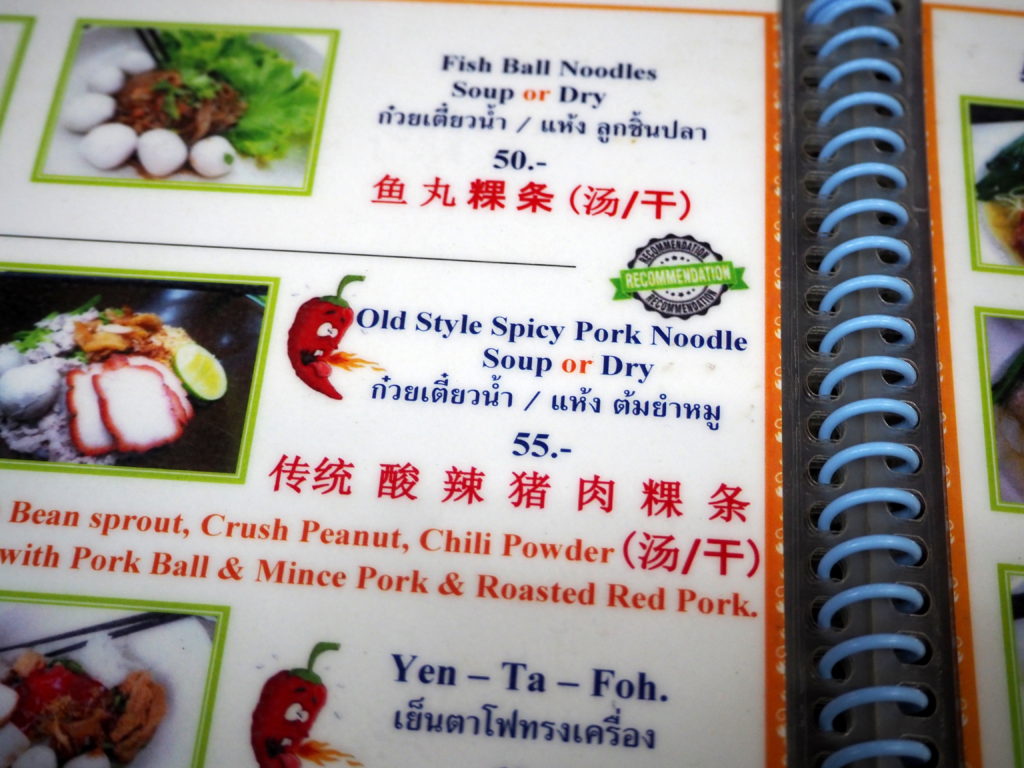 Fish Ball Noodles
Soup or Dry
ก๋วยเตี๋ยวน้ำ / แห้ง ลูกชิ้นปลา
50.-
鱼 丸 粿 条 (汤/干)
RECOMMENDATION
RECOMMENDATION
RECOMMENDATION
Old Style Spicy Pork Noodle
Soup or Dry
ก๋วยเตี๋ยวน้ำ / แห้ง ต้มยำหมู
55.-
传统 酸 辣 猪 肉 粿 条
Bean sprout, Crush Peanut, Chili Powder (汤/干)
with Pork Ball & Mince Pork & Roasted Red Pork.
Yen – Ta – Foh.
เย็นตาโฟทรงเครื่อง